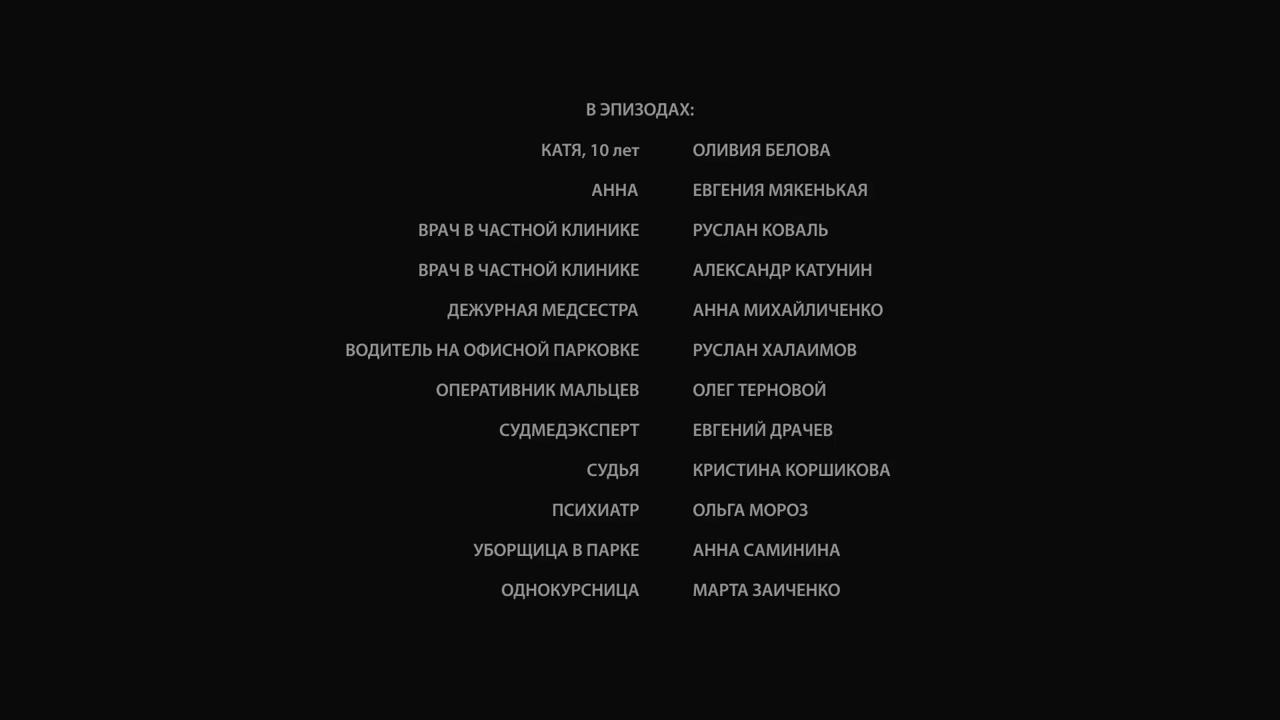 В ЭПИЗОДАХ:
КАТЯ, 10 лет ОЛИВИЯ БЕЛОВА
АННА ЕВГЕНИЯ МЯКЕНЬКАЯ
ВРАЧ В ЧАСТНОЙ КЛИНИКЕ РУСЛАН КОВАЛЬ
ВРАЧ В ЧАСТНОЙ КЛИНИКЕ АЛЕКСАНДР КАТУНИН
ДЕЖУРНАЯ МЕДСЕСТРА АННА МИХАЙЛИЧЕНКО
ВОДИТЕЛЬ НА ОФИСНОЙ ПАРКОВКЕ РУСЛАН ХАЛАИМОВ
ОПЕРАТИВНИК МАЛЬЦЕВ ОЛЕГ ТЕРНОВОЙ
СУДМЕДЭКСПЕРТ ЕВГЕНИЙ ДРАЧЕВ
СУДЬЯ КРИСТИНА КОРШИКОВА
ПСИХИАТР ОЛЬГА МОРОЗ
УБОРЩИЦА В ПАРКЕ АННА САМИНИНА
ОДНОКУРСНИЦА МАРТА ЗАИЧЕНКО